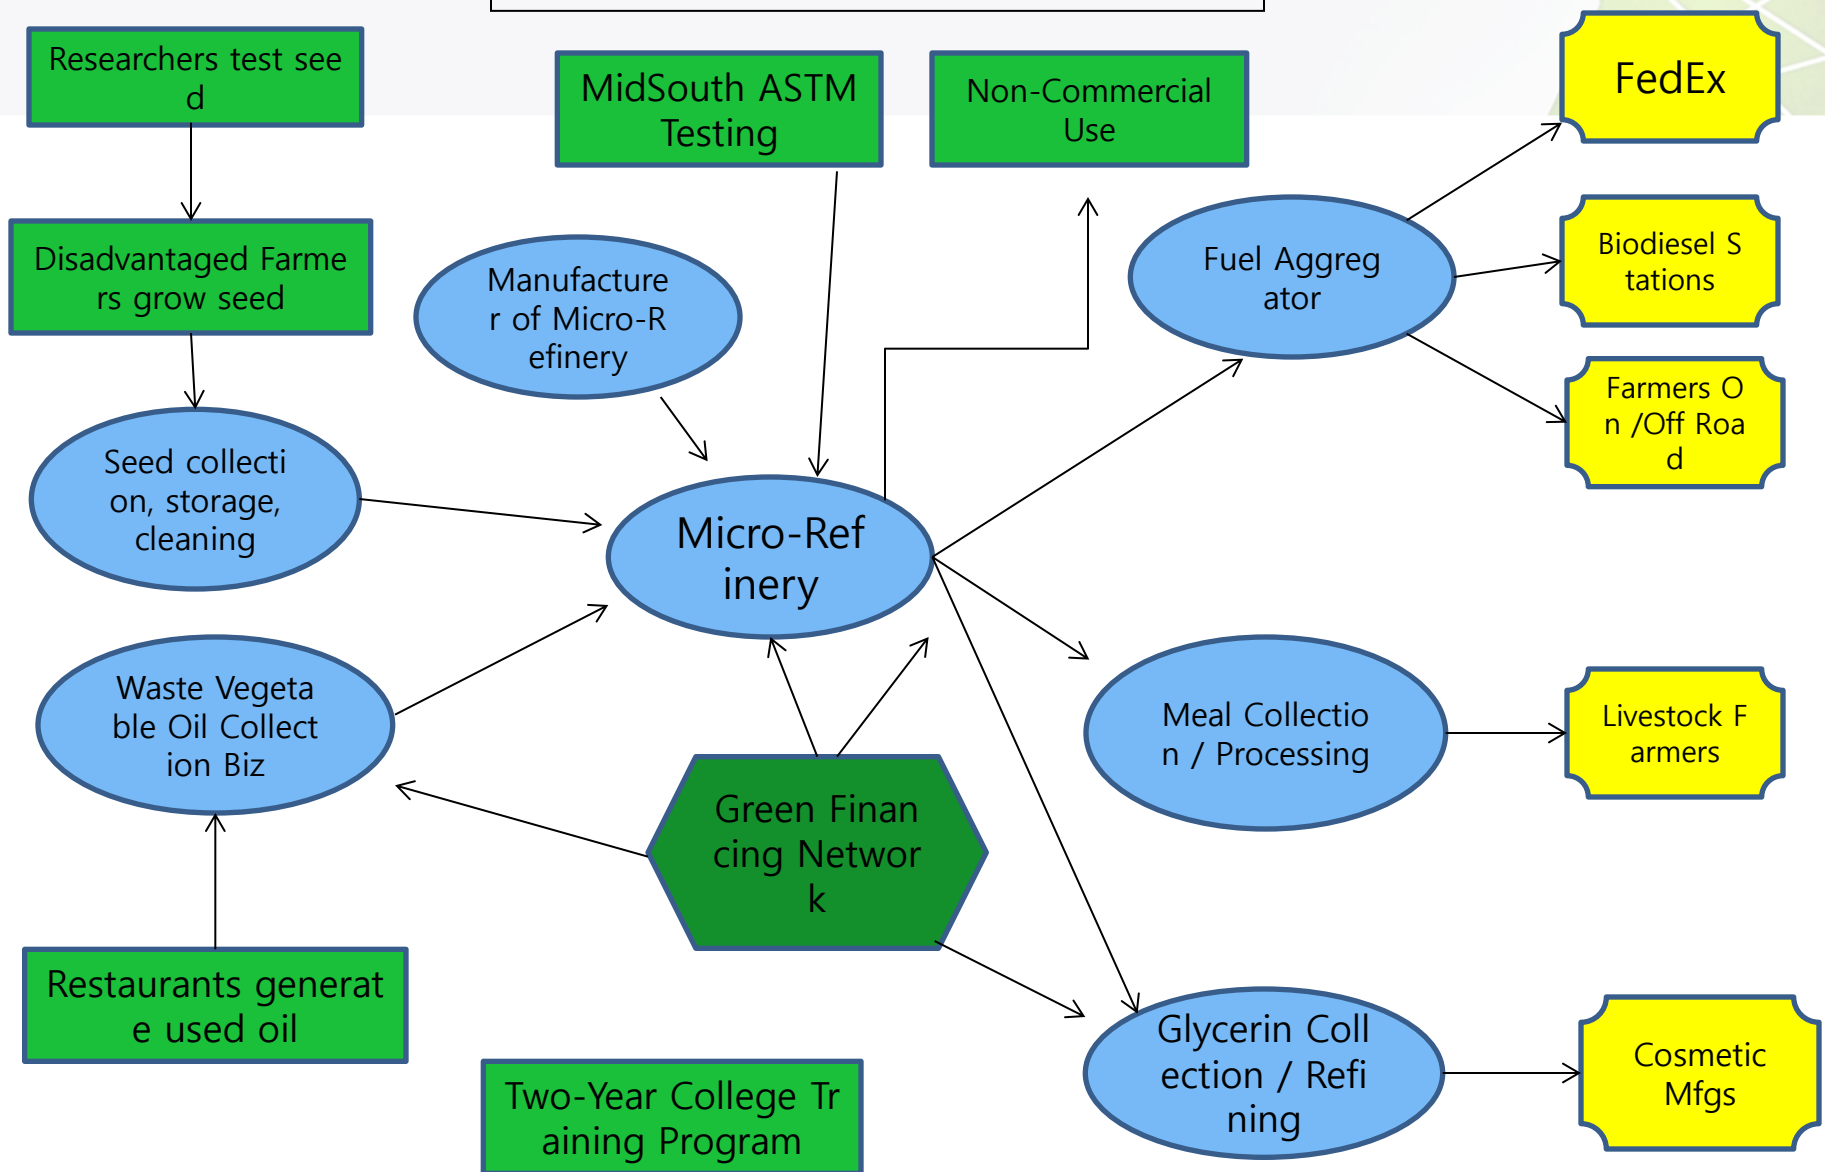 Researchers test see
d
MidSouth ASTM
Testing
Non-Commercial
Use
FedEx
Disadvantaged Farme
rs grow seed
Manufacture
r of Micro-R
efinery
Fuel Aggreg
ator
Biodiesel S
tations
Farmers O
n /Off Roa
d
Seed collecti
on, storage,
cleaning
Micro-Ref
inery
Waste Vegeta
ble Oil Collect
ion Biz
Meal Collectio
n / Processing
Livestock F
armers
Green Finan
cing Networ
k
Restaurants generat
e used oil
Glycerin Coll
ection / Refi
ning
Cosmetic
Mfgs
Two-Year College Tr
aining Program